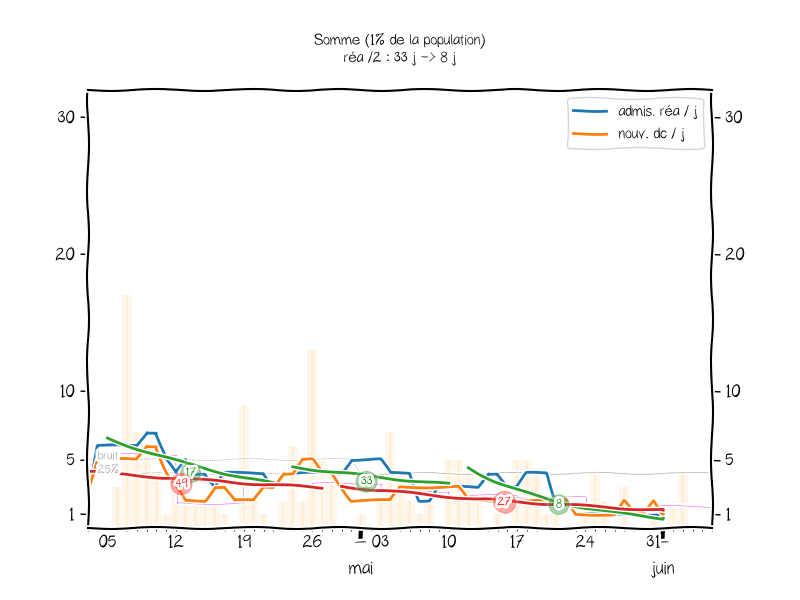 Somme (1% de la population)
réa /2 : 33 j -> 8 j
admis. réa / j
nouv. dc / j
30
30
20
20
10
10
5
5
1
1
bruit
25%
17
49
33
27
8
05 12 19 26 03 10 17 24 31
mai juin